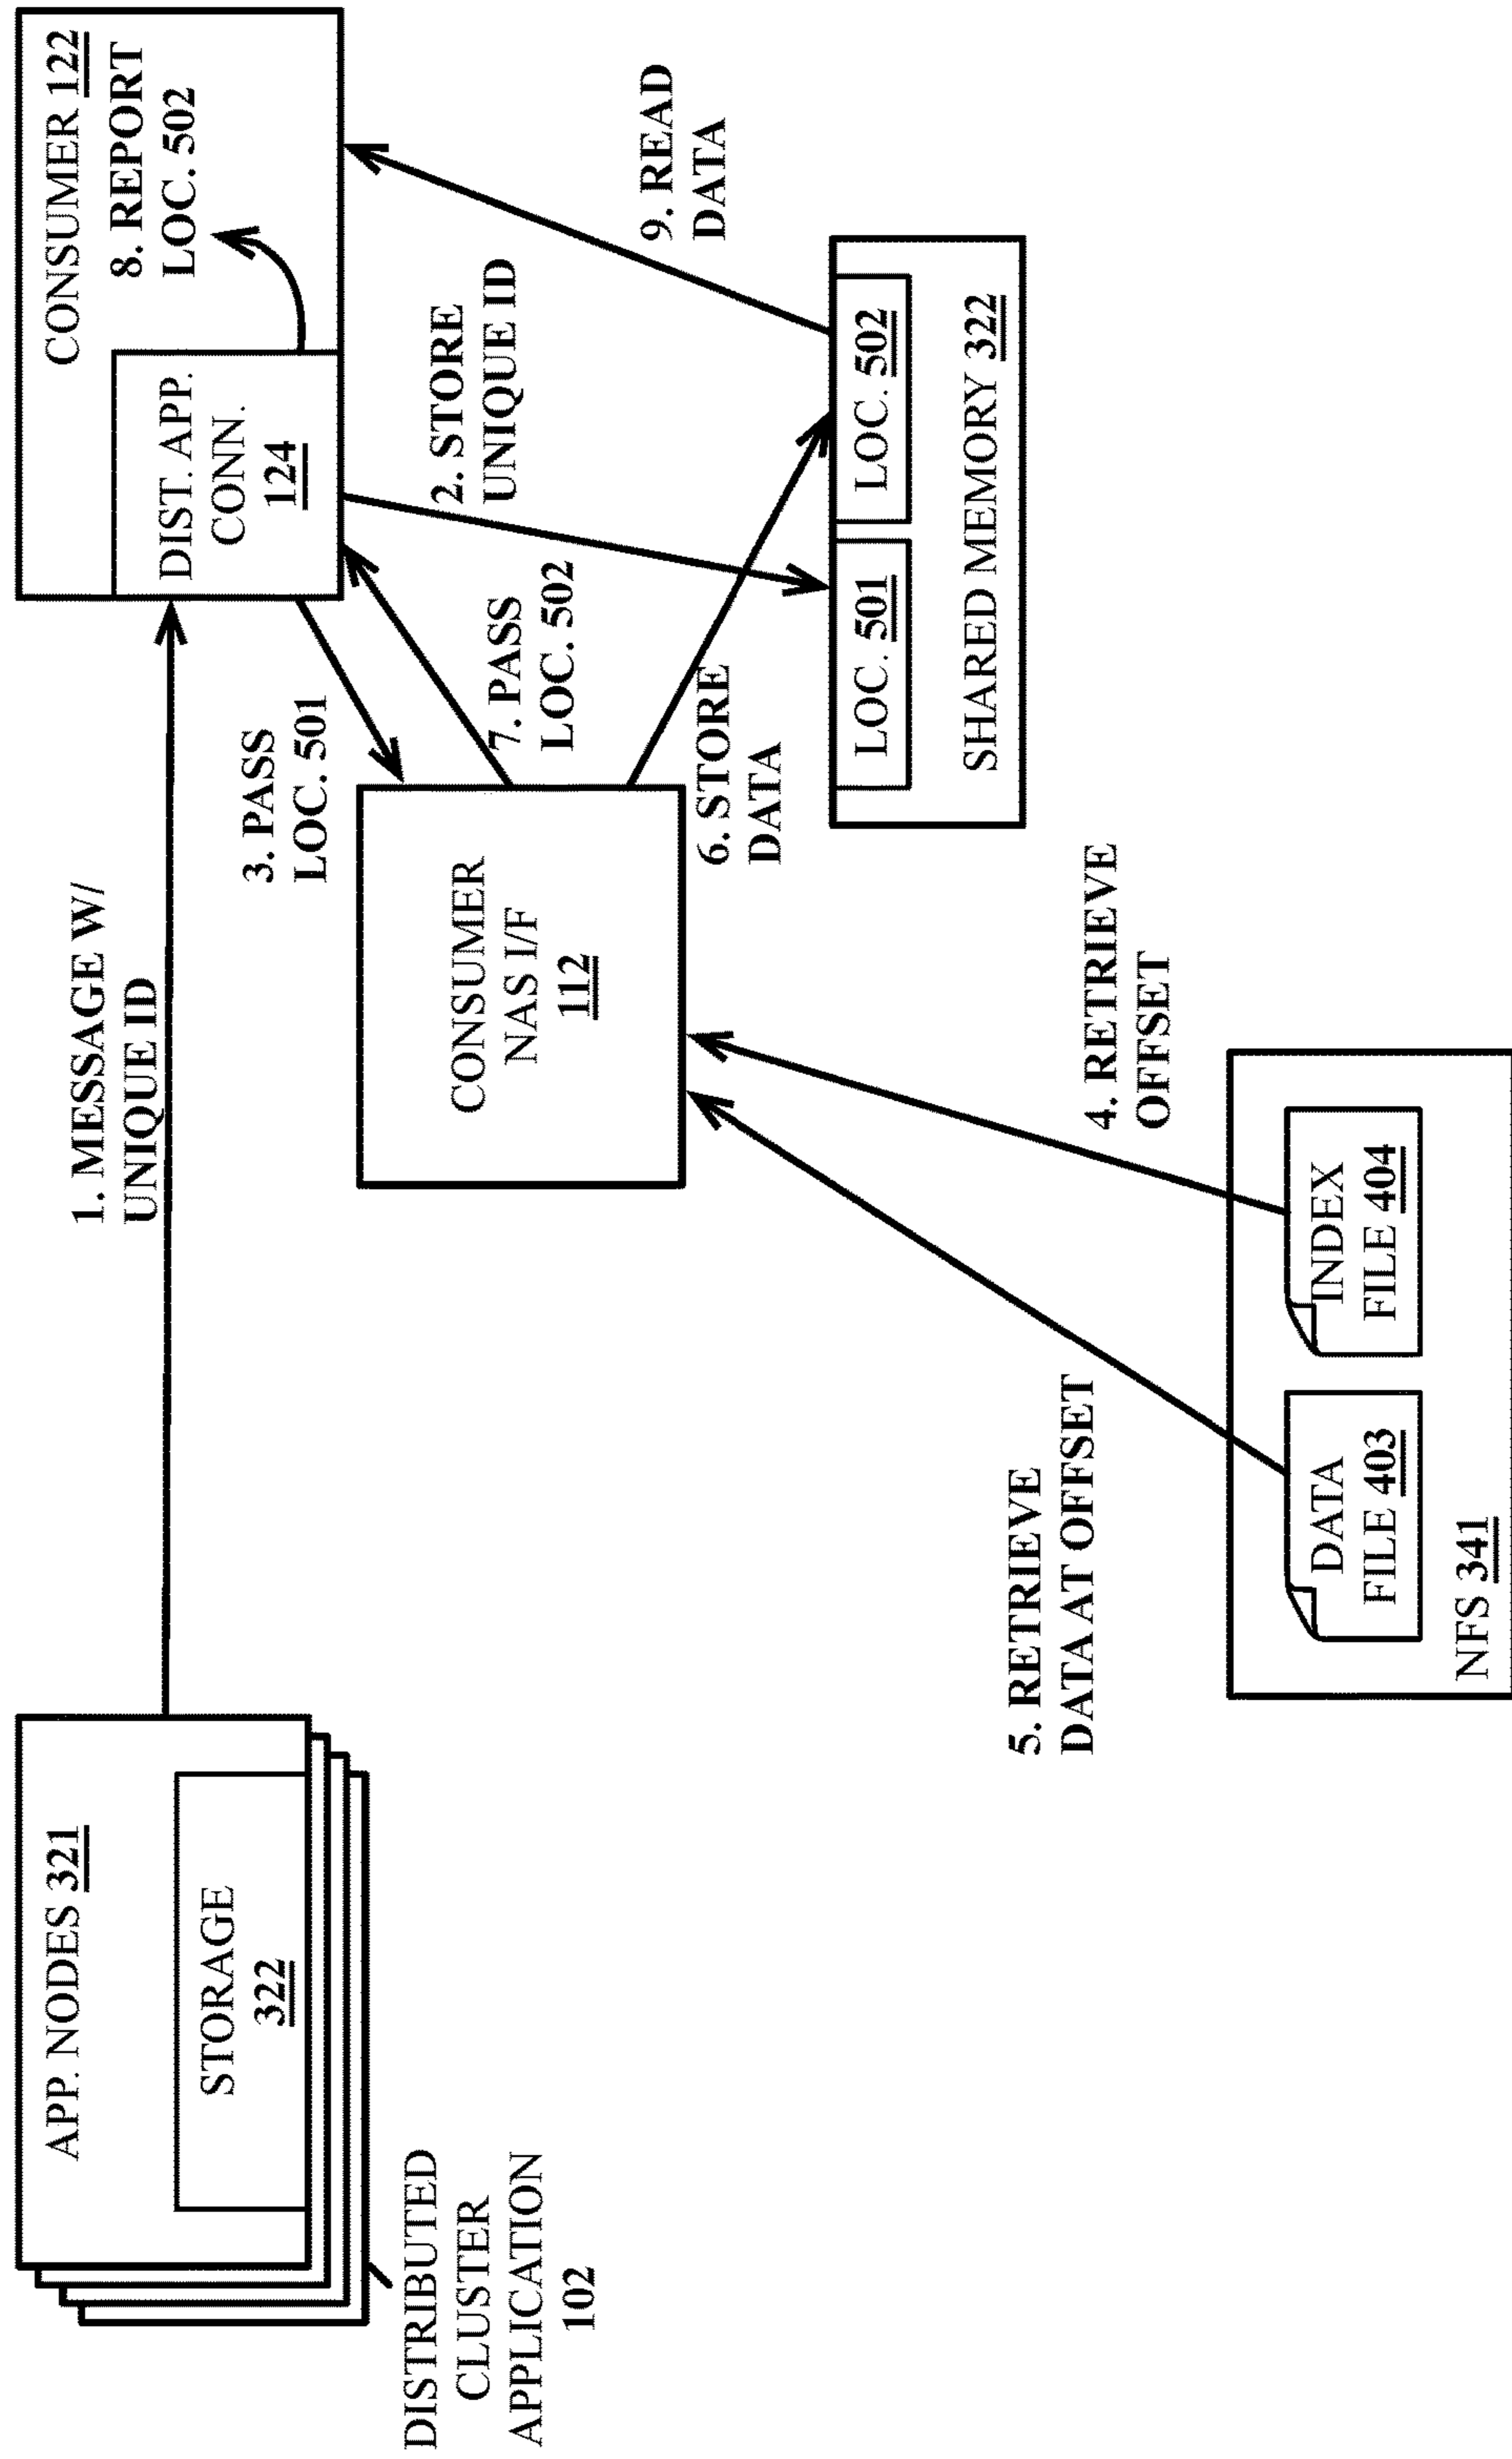 APP. NODES 321
STORAGE
322
DISTRIBUTED
CLUSTER
APPLICATION
102
1. MESSAGE W/
UNIQUE ID
CONSUMER 122
8. REPORT
LOC. 502
DIST. APP.
CONN.
124
3. PASS
LOC. 501
2. STORE
UNIQUE ID
7. PASS
LOC. 502
9. READ
DATA
CONSUMER
NAS I/F
112
6. STORE
DATA
LOC. 501
LOC. 502
SHARED MEMORY 322
4. RETRIEVE
OFFSET
5. RETRIEVE
DATA AT OFFSET
DATA
FILE 403
INDEX
FILE 404
NFS 341